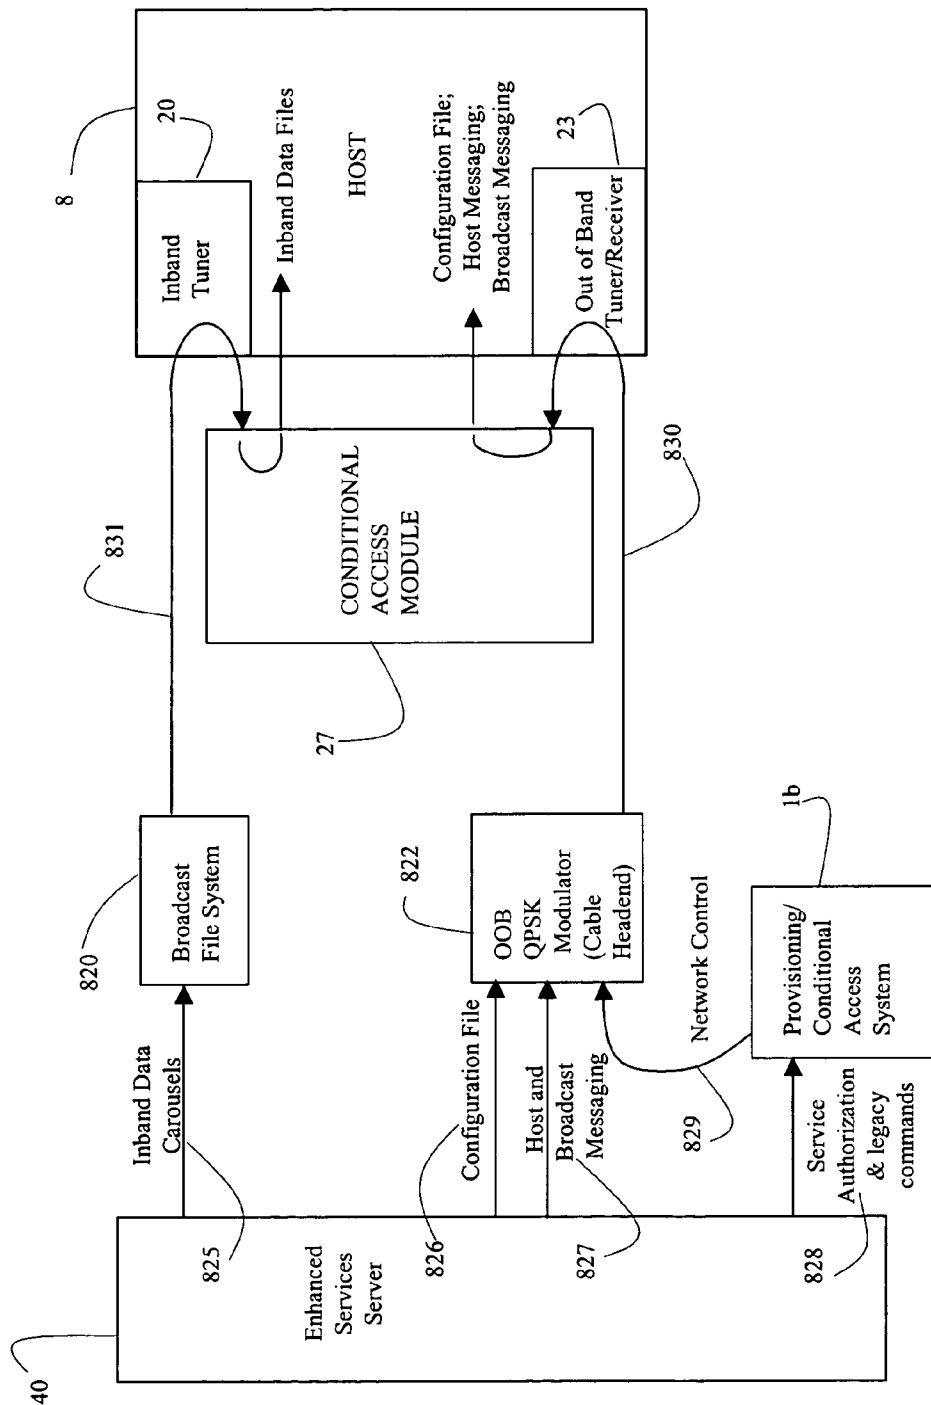 40
Enhanced
Services
Server
825
Inband Data
Carousels
826
Configuration File
827
Host and
Broadcast
Messaging
828
Service
Authorization
& legacy
commands
820
Broadcast
File System
822
OOB
QPSK
Modulator
(Cable
Headend)
829
Network Control
1b
Provisioning/
Conditional
Access
System
831
27
CONDITIONAL
ACCESS
MODULE
830
8
20
Inband
Tuner
Inband Data Files
HOST
Configuration File;
Host Messaging;
Broadcast Messaging
23
Out of Band
Tuner/Receiver